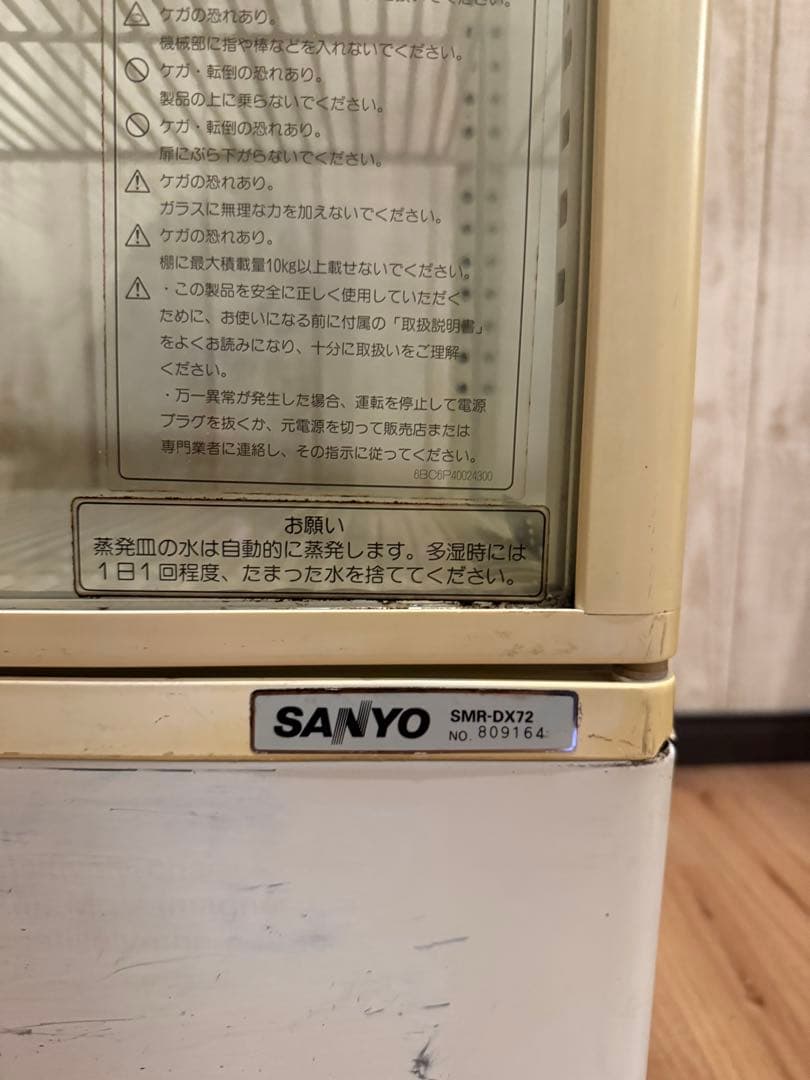 ケガの恐れあり。
機械部に指や棒などを入れないでください。
ケガ・転倒の恐れあり。
製品の上に乗らないでください。
ケガ・転倒の恐れあり。
扉にぶら下がらないでください。
ケガの恐れあり。
ガラスに無理な力を加えないでください。
ケガの恐れあり。
棚に最大積載量10kg以上載せないでください。
・この製品を安全に正しく使用していただく
ために、お使いになる前に付属の「取扱説明書」
をよくお読みになり、十分に取扱いをご理解
ください。
・万一異常が発生した場合、運転を停止して電源
プラグを抜くか、元電源を切って販売店または
専門業者に連絡し、その指示に従ってください。
6BC6P40024300
お願い
蒸発皿の水は自動的に蒸発します。多湿時には
1日1回程度、たまった水を捨ててください。
SANYO SMR-DX72
NO. 809164